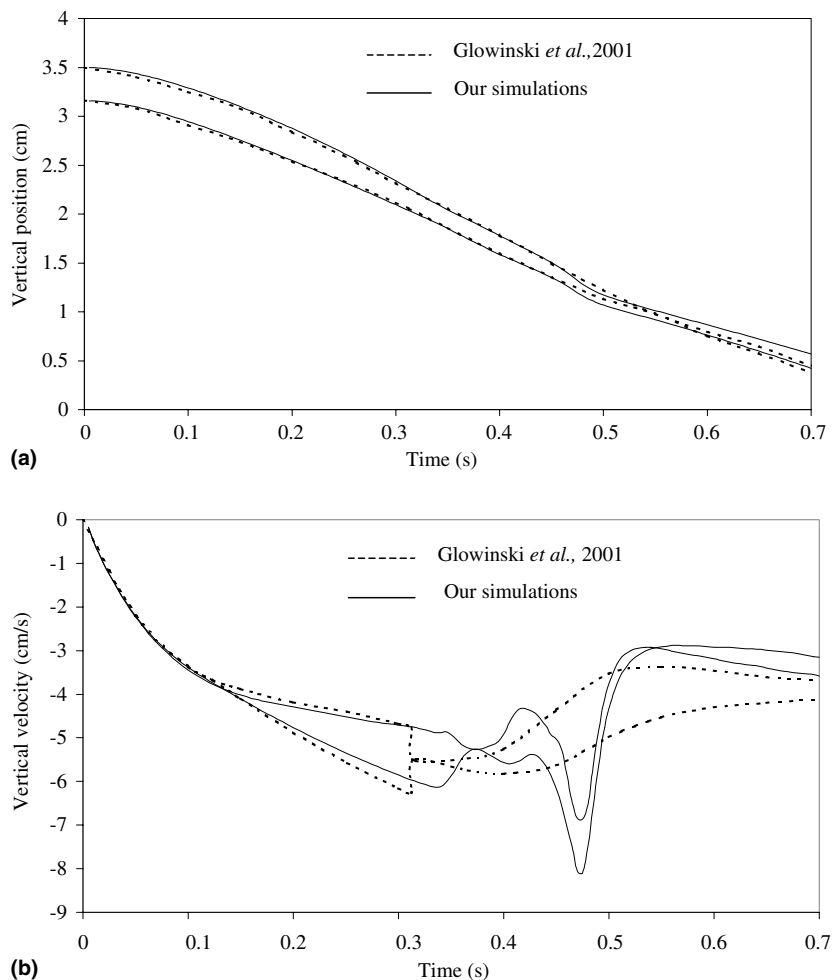 4
3.5
3
2.5
2
1.5
1
0.5
0
Vertical position (cm)
Glowinski et al.,2001
Our simulations
0 0.1 0.2 0.3 0.4 0.5 0.6 0.7
Time (s)
(a)
0
-1
-2
-3
-4
-5
-6
-7
-8
-9
Vertical velocity (cm/s)
Glowinski et al., 2001
Our simulations
0 0.1 0.2 0.3 0.4 0.5 0.6 0.7
Time (s)
(b)